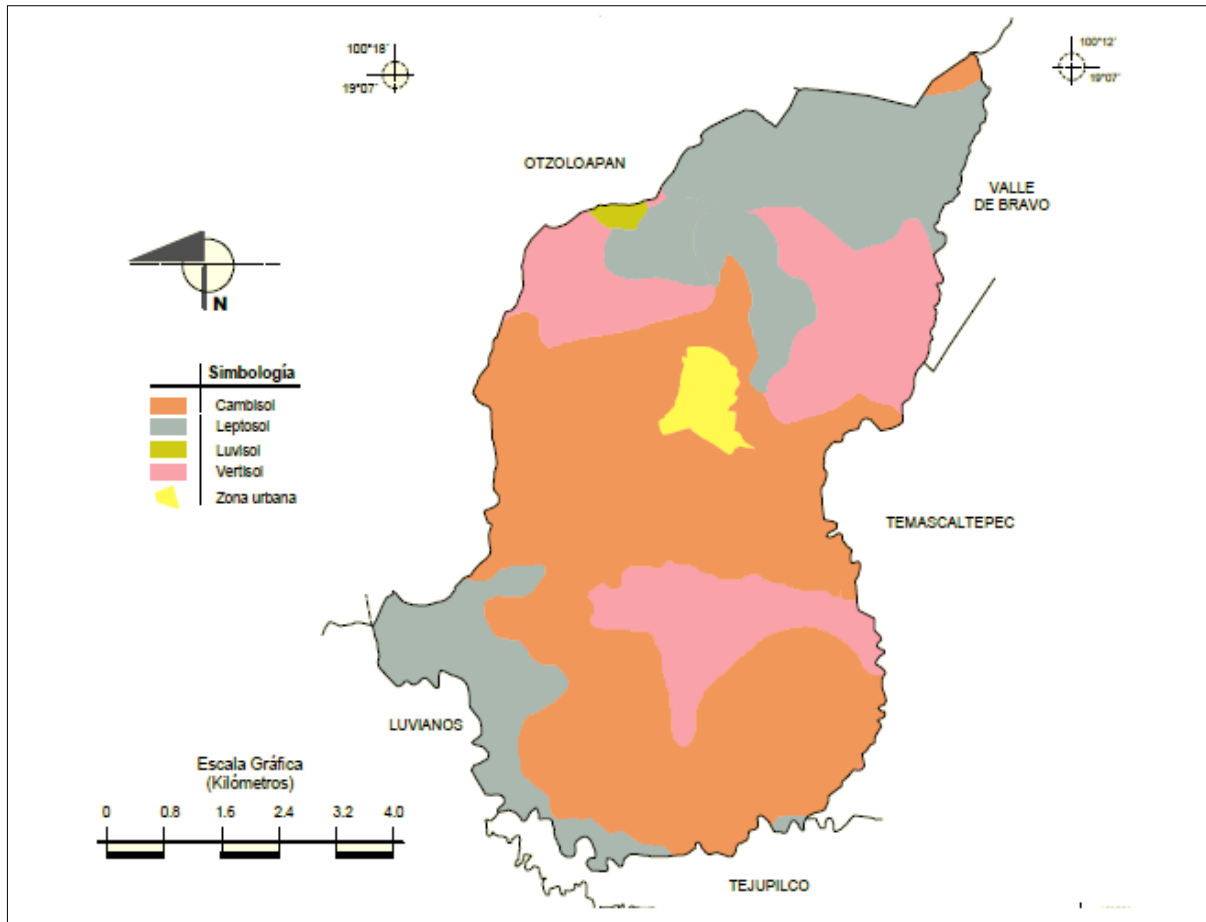 100°18´
19°07´
100°12´
19°07´
OTZOLOAPAN
VALLE
DE BRAVO
N
Simbología
Cambisol
Leptosol
Luvisol
Vertisol
Zona urbana
TEMASCALTEPEC
LUVIANOS
Escala Gráfica
(Kilómetros)
0 0.8 1.6 2.4 3.2 4.0
TEJUPILCO